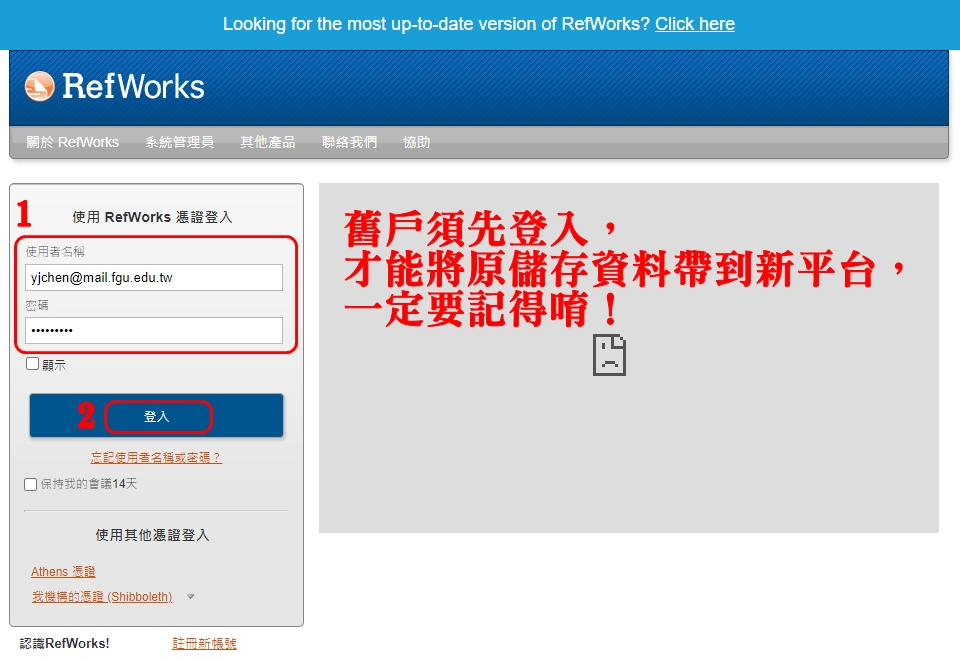 Looking for the most up-to-date version of RefWorks? Click here
RefWorks
關於 RefWorks 系統管理員 其他產品 聯絡我們 協助
1 使用 RefWorks 憑證登入
使用者名稱
yjchen@mail.fgu.edu.tw
密碼
•••••••••
顯示
2 登入
忘記使用者名稱或密碼？
保持我的會議14天
使用其他憑證登入
Athens 憑證
我機構的憑證 (Shibboleth)
認識RefWorks! 註冊新帳號
舊戶須先登入，
才能將原儲存資料帶到新平台，
一定要記得唷！